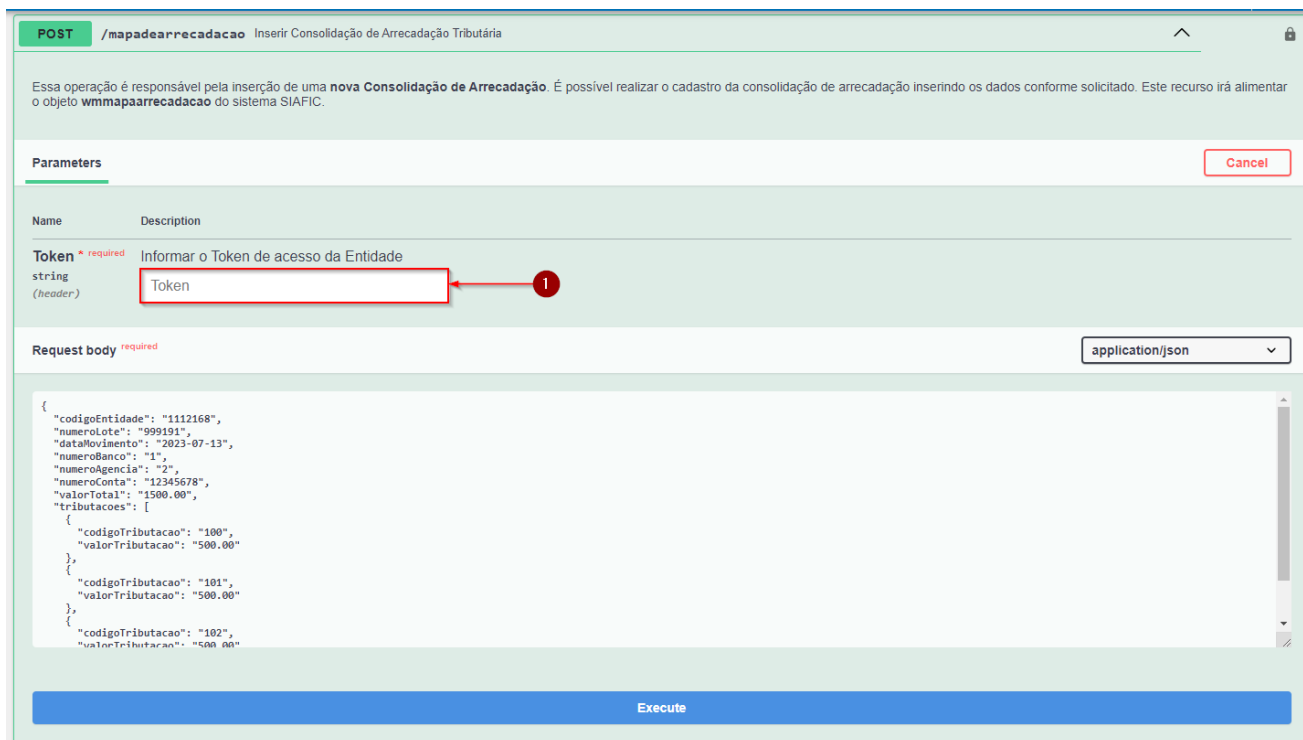 POST /mapadearrecadacao Inserir Consolidação de Arrecadação Tributária
Essa operação é responsável pela inserção de uma nova Consolidação de Arrecadação. É possível realizar o cadastro da consolidação de arrecadação inserindo os dados conforme solicitado. Este recurso irá alimentar
o objeto wmmapaarrecadacao do sistema SIAFIC.
Parameters
Cancel
Name Description
Token * required Informar o Token de acesso da Entidade
string
(header)
Token
1
Request body required
application/json
{
"codigoEntidade": "1112168",
"numeroLote": "999191",
"dataMovimento": "2023-07-13",
"numeroBanco": "1",
"numeroAgencia": "2",
"numeroConta": "12345678",
"valorTotal": "1500.00",
"tributacoes": [
{
"codigoTributacao": "100",
"valorTributacao": "500.00"
},
{
"codigoTributacao": "101",
"valorTributacao": "500.00"
},
{
"codigoTributacao": "102",
"valorTributacao": "500.00"
Execute